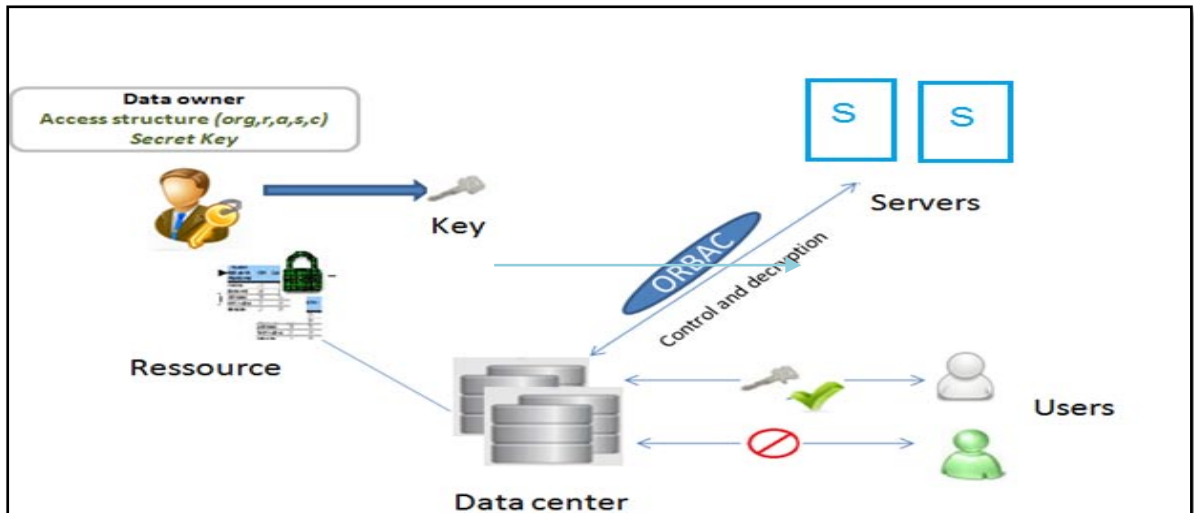 Data owner
Access structure (org,r,a,s,c)
Secret Key
S
S
Servers
Key
ORBAC
Control and decryption
Ressource
Users
Data center